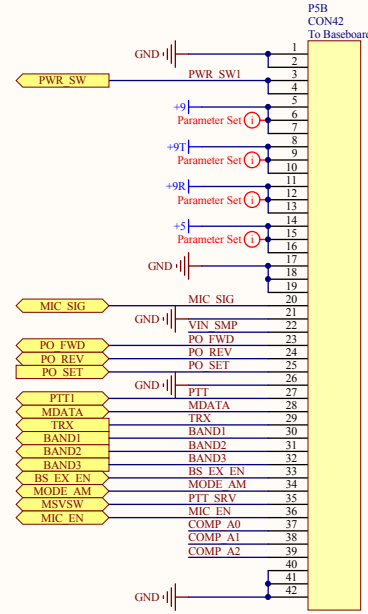 P5B
CON42
To Baseboard
GND 1
2
PWR_SW PWR_SW1 3
4
+9 5
Parameter Set i 6
7
+9T 8
Parameter Set i 9
10
+9R 11
Parameter Set i 12
13
+5 14
Parameter Set i 15
16
GND 17
18
19
MIC_SIG MIC_SIG 20
GND 21
VIN_SMP 22
PO_FWD PO_FWD 23
PO_REV PO_REV 24
PO_SET PO_SET 25
GND 26
PTT1 PTT 27
MDATA MDATA 28
TRX TRX 29
BAND1 BAND1 30
BAND2 BAND2 31
BAND3 BAND3 32
BS_EX_EN BS_EX_EN 33
MODE_AM MODE_AM 34
MSVSW PTT_SRV 35
MIC_EN MIC_EN 36
COMP_A0 37
COMP_A1 38
COMP_A2 39
40
41
GND 42